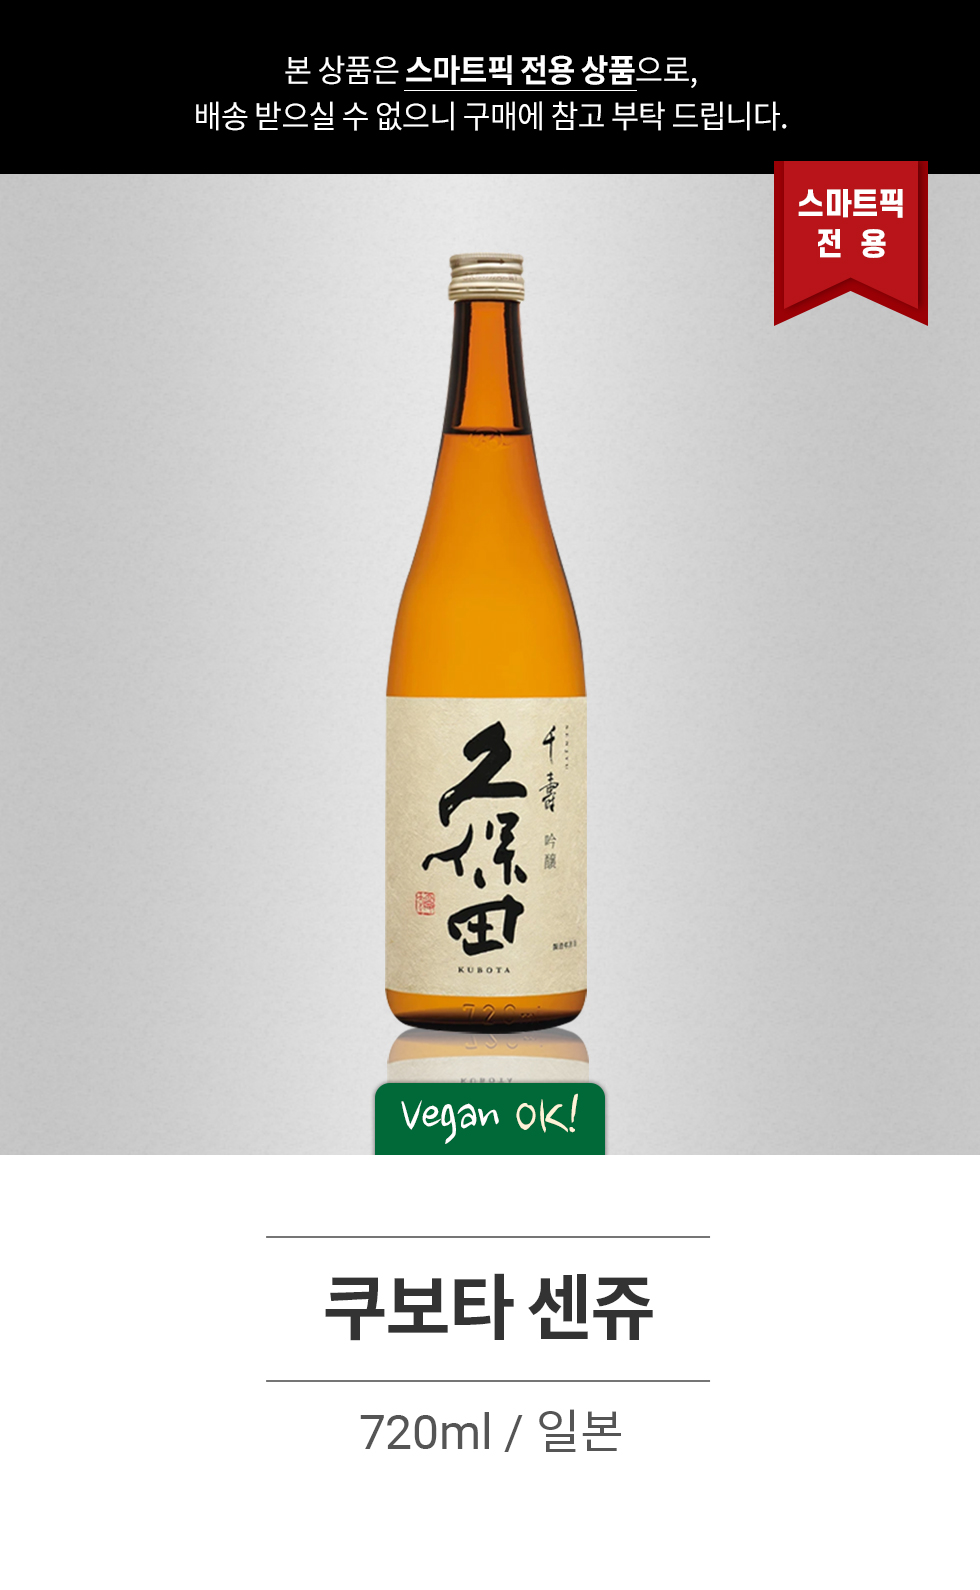 본 상품은 스마트픽 전용 상품으로,
배송 받으실 수 없으니 구매에 참고 부탁 드립니다.
스마트픽
전 용
久保田
千壽
吟醸
KUBOTA
720ml
Vegan OK!
쿠보타 센쥬
720ml / 일본